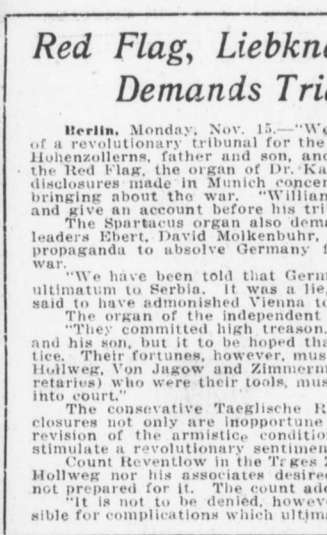 Red Flag, Liebkn
Demands Tri
Berlin, Monday, Nov. 15.—"W
of a revolutionary tribunal for the
Hohenzollerns, father and son, an
the Red Flag, the organ of Dr. Ka
disclosures made in Munich concer
bringing about the war. "William
and give an account before his tri
The Spartacus organ also dema
leaders Ebert, David Molkenbuhr,
propaganda to absolve Germany f
war.
"We have been told that Germ
ultimatum to Serbia. It was a lie,
said to have admonished Vienna to
The organ of the independent
"They committed high treason,
and his son, but it to be hoped tha
tice. Their fortunes, however, mus
Hollweg, Von Jagow and Zimmerm
retaries) who were their tools, mus
into court."
The consevative Taeglische R
closures not only are inopportune
revision of the armistice conditio
stimulate a revolutionary sentimen
Count Reventlow in the Tages Z
Hollweg nor his associates desire
not prepared for it. The count ad
"It is not to be denied, howev
sible for complications which ultim